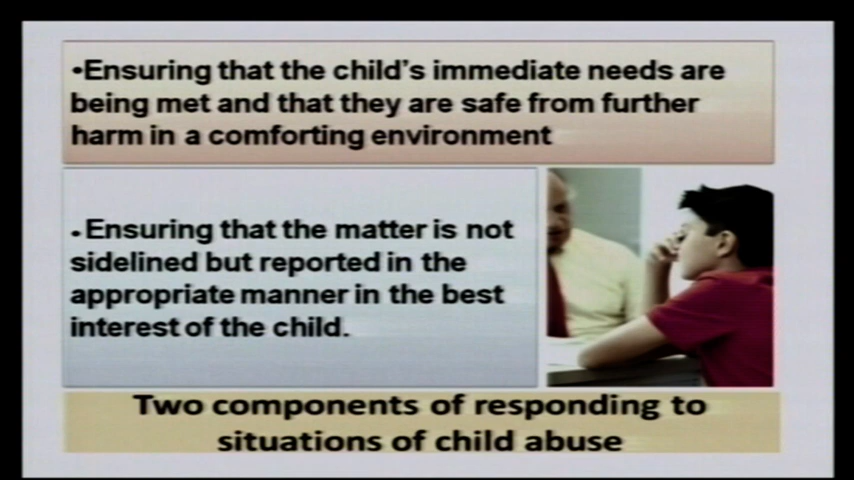 •Ensuring that the child's immediate needs are
being met and that they are safe from further
harm in a comforting environment
• Ensuring that the matter is not
sidelined but reported in the
appropriate manner in the best
interest of the child.
Two components of responding to
situations of child abuse